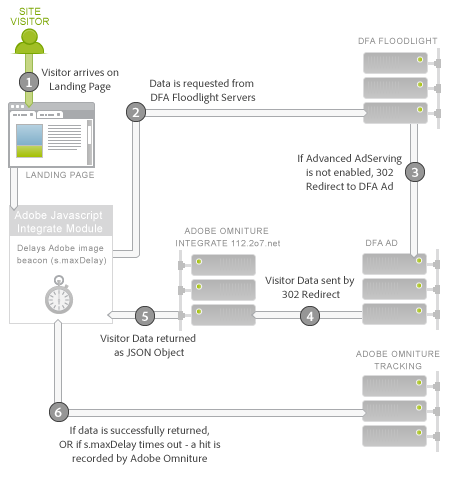 SITE
VISITOR
1
Visitor arrives on
Landing Page
LANDING PAGE
Data is requested from
DFA Floodlight Servers
2
DFA FLOODLIGHT
If Advanced AdServing
is not enabled, 302
Redirect to DFA Ad
3
Adobe Javascript
Integrate Module
Delays Adobe image
beacon (s.maxDelay)
ADOBE OMNITURE
INTEGRATE 112.2o7.net
DFA AD
Visitor Data sent by
302 Redirect
4
5
Visitor Data returned
as JSON Object
ADOBE OMNITURE
TRACKING
6
If data is successfully returned,
OR if s.maxDelay times out - a hit is
recorded by Adobe Omniture